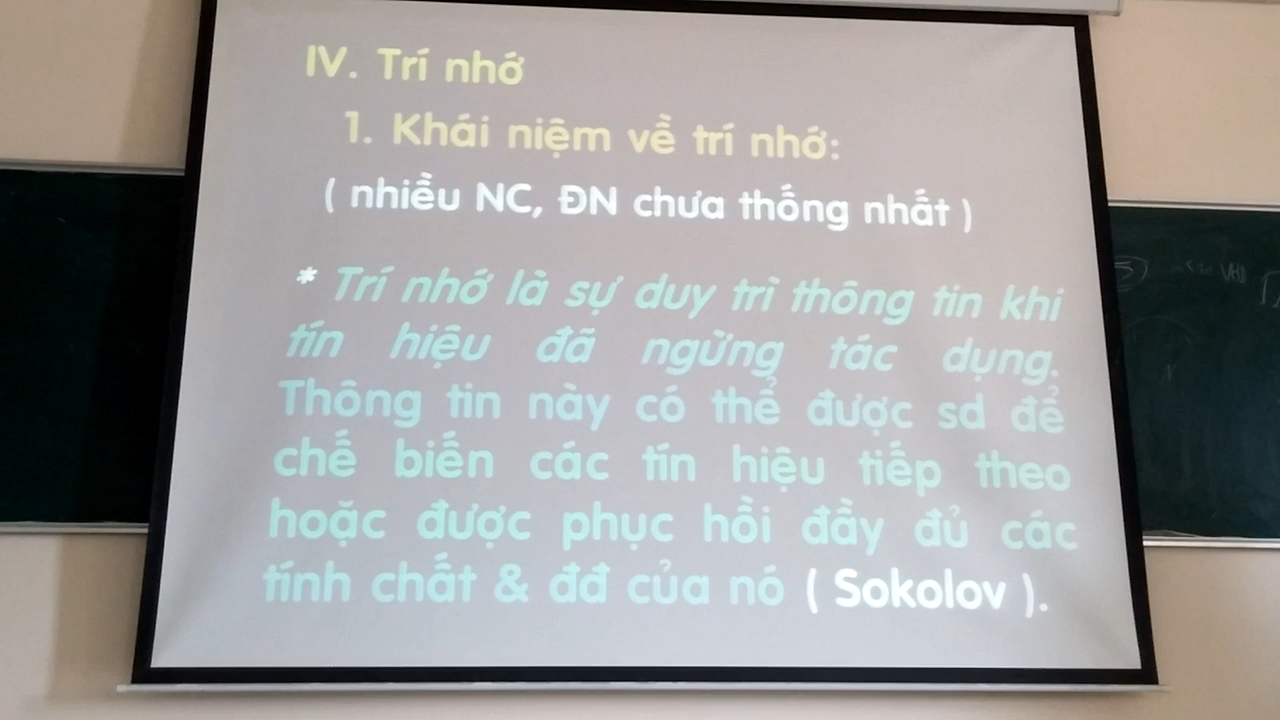 IV. Trí nhớ
1. Khái niệm về trí nhớ:
( nhiều NC, ĐN chưa thống nhất )
* Trí nhớ là sự duy trì thông tin khi
tín hiệu đã ngừng tác dụng.
Thông tin này có thể được sd để
chế biến các tín hiệu tiếp theo
hoặc được phục hồi đầy đủ các
tính chất & đđ của nó ( Sokolov ).